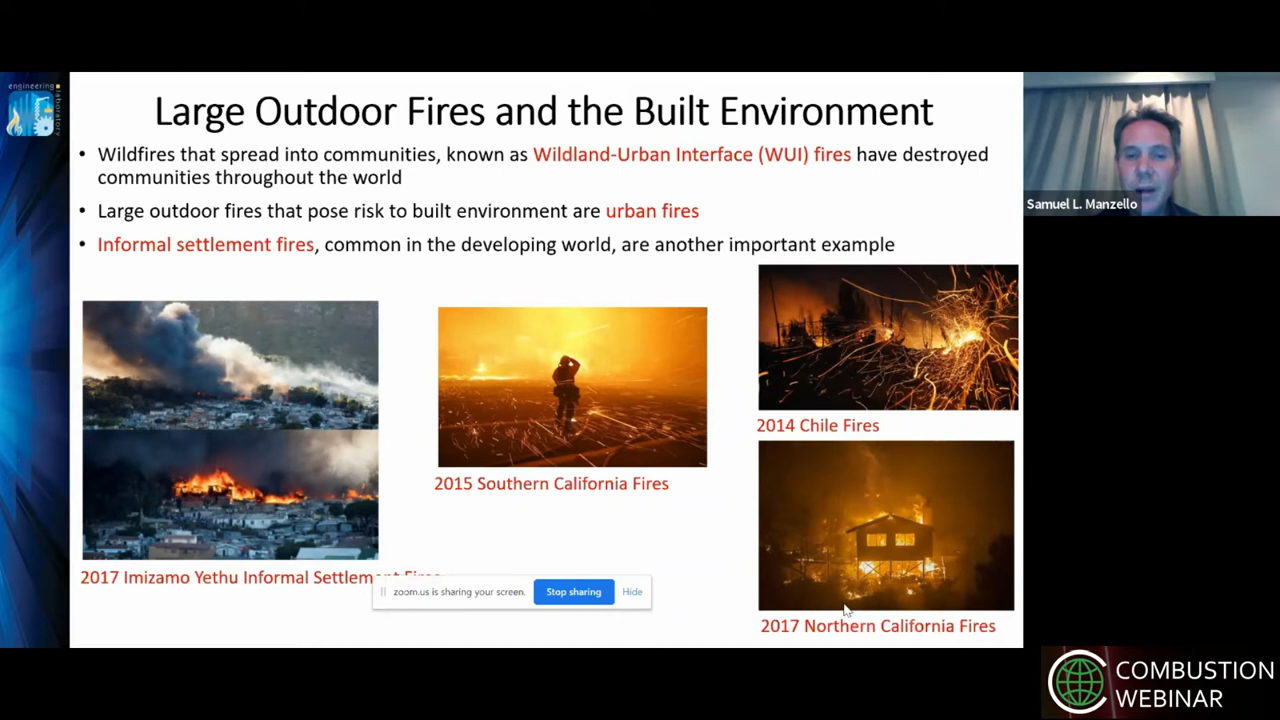 engineering
laboratory
Large Outdoor Fires and the Built Environment
• Wildfires that spread into communities, known as Wildland-Urban Interface (WUI) fires have destroyed
communities throughout the world
• Large outdoor fires that pose risk to built environment are urban fires
• Informal settlement fires, common in the developing world, are another important example
Samuel L. Manzello
2014 Chile Fires
2015 Southern California Fires
2017 Imizamo Yethu Informal Settlement Fires
zoom.us is sharing your screen.
Stop sharing
Hide
2017 Northern California Fires
COMBUSTION
WEBINAR